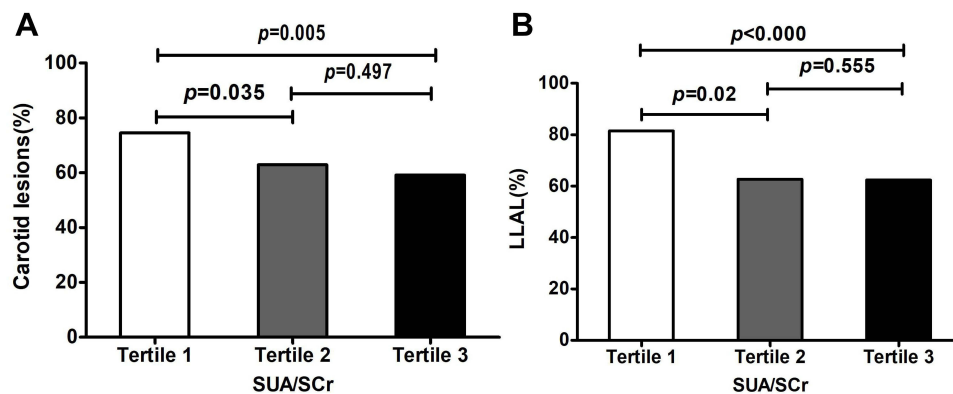 A
p=0.005
p=0.497
p=0.035
Carotid lesions(%)
100
80
60
40
20
0
Tertile 1 Tertile 2 Tertile 3
SUA/SCr
B
p<0.000
p=0.555
p=0.02
LLAL(%)
100
80
60
40
20
0
Tertile 1 Tertile 2 Tertile 3
SUA/SCr